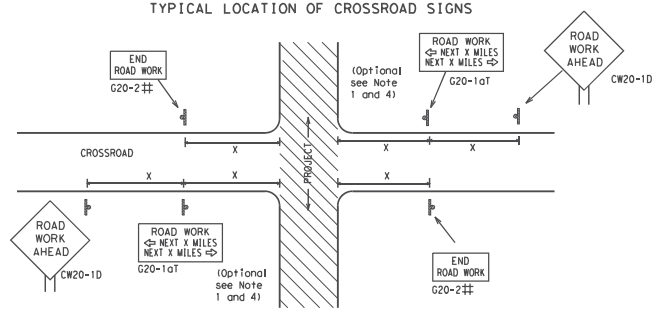 TYPICAL LOCATION OF CROSSROAD SIGNS
END
ROAD WORK
G20-2#
(Optional
see Note
1 and 4)
ROAD WORK
⇦ NEXT X MILES
NEXT X MILES ⇨
G20-1aT
ROAD
WORK
AHEAD
CW20-1D
CROSSROAD
X
X
X
PROJECT
X
X
X
ROAD
WORK
AHEAD
CW20-1D
ROAD WORK
⇦ NEXT X MILES
NEXT X MILES ⇨
G20-1aT
(Optional
see Note
1 and 4)
END
ROAD WORK
G20-2#